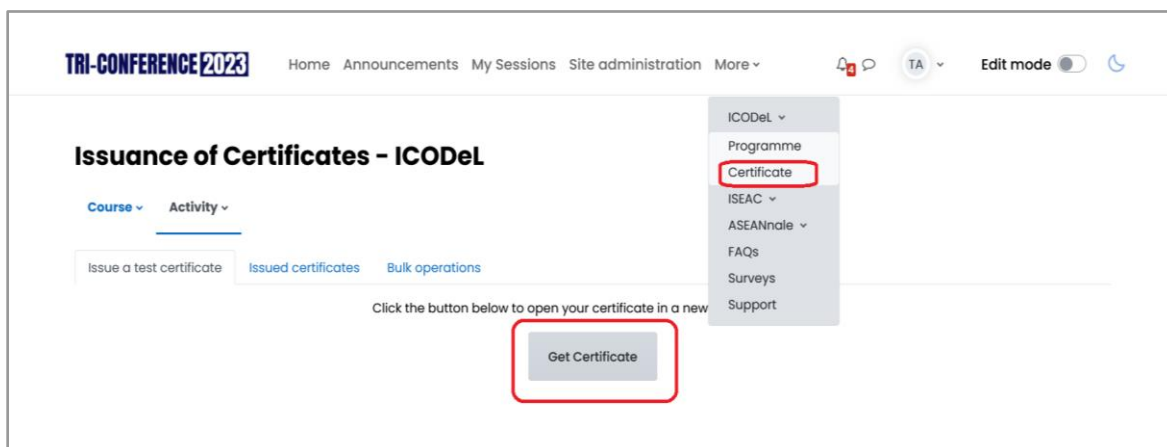 TRI-CONFERENCE 2023 Home Announcements My Sessions Site administration More 4 TA Edit mode
ICODeL
Programme
Certificate
ISEAC
ASEANnale
FAQs
Surveys
Support
Issuance of Certificates - ICODeL
Course Activity
Issue a test certificate Issued certificates Bulk operations
Click the button below to open your certificate in a new
Get Certificate